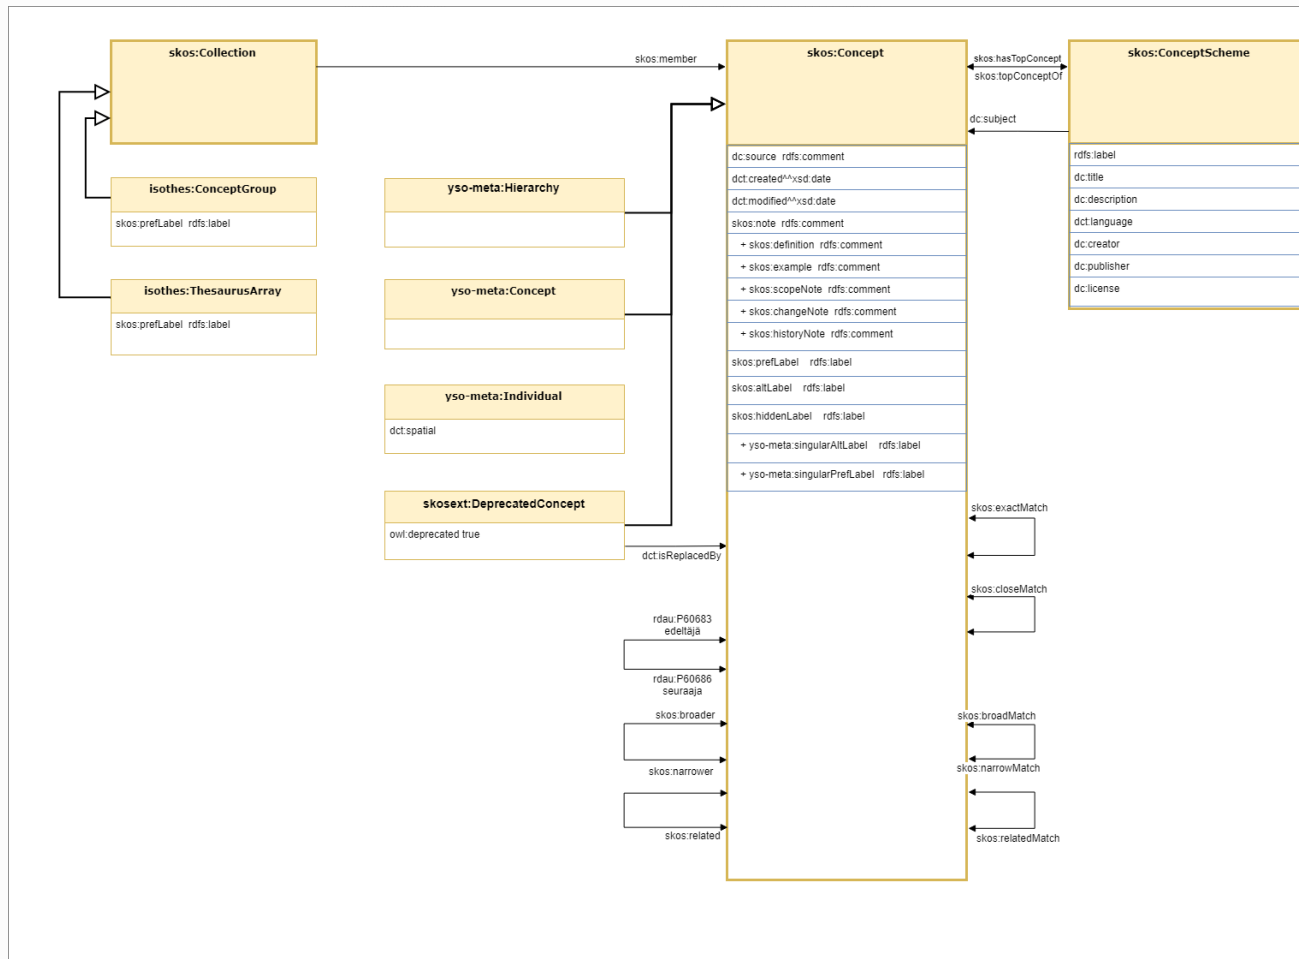 skos:Collection
skos:member
skos:Concept
skos:hasTopConcept
skos:topConceptOf
skos:ConceptScheme
dc:subject
isothes:ConceptGroup
skos:prefLabel rdfs:label
isothes:ThesaurusArray
skos:prefLabel rdfs:label
yso-meta:Hierarchy
yso-meta:Concept
yso-meta:Individual
dct:spatial
skosext:DeprecatedConcept
owl:deprecated true
dct:isReplacedBy
dc:source rdfs:comment
dct:created^^xsd:date
dct:modified^^xsd:date
skos:note rdfs:comment
+ skos:definition rdfs:comment
+ skos:example rdfs:comment
+ skos:scopeNote rdfs:comment
+ skos:changeNote rdfs:comment
+ skos:historyNote rdfs:comment
skos:prefLabel rdfs:label
skos:altLabel rdfs:label
skos:hiddenLabel rdfs:label
+ yso-meta:singularAltLabel rdfs:label
+ yso-meta:singularPrefLabel rdfs:label
rdfs:label
dc:title
dc:description
dct:language
dc:creator
dc:publisher
dc:license
rdau:P60683
edeltäjä
rdau:P60686
seuraaja
skos:broader
skos:narrower
skos:related
skos:exactMatch
skos:closeMatch
skos:broadMatch
skos:narrowMatch
skos:relatedMatch